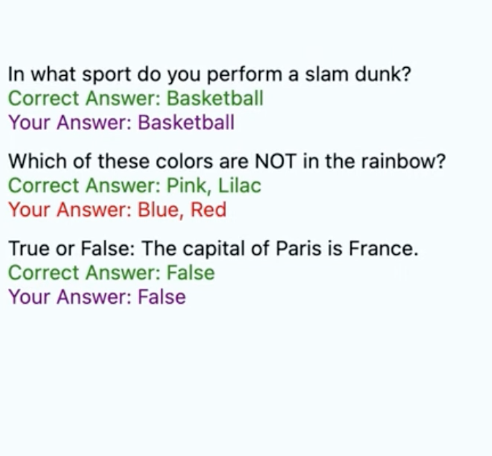 In what sport do you perform a slam dunk?
Correct Answer: Basketball
Your Answer: Basketball
Which of these colors are NOT in the rainbow?
Correct Answer: Pink, Lilac
Your Answer: Blue, Red
True or False: The capital of Paris is France.
Correct Answer: False
Your Answer: False